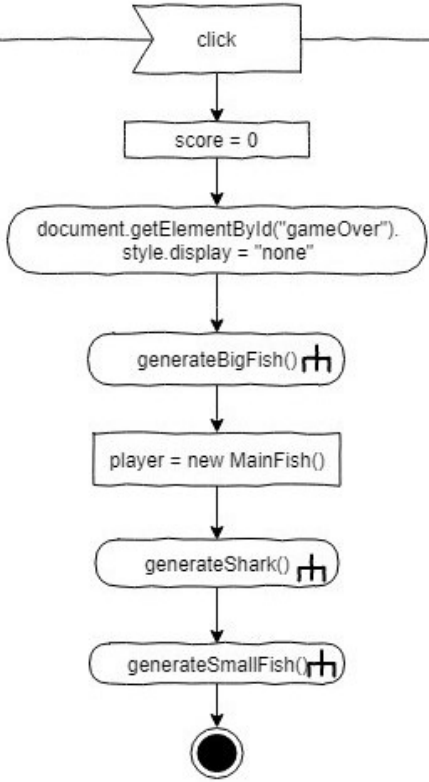 click
score = 0
document.getElementById("gameOver").
style.display = "none"
generateBigFish()
player = new MainFish()
generateShark()
generateSmallFish()